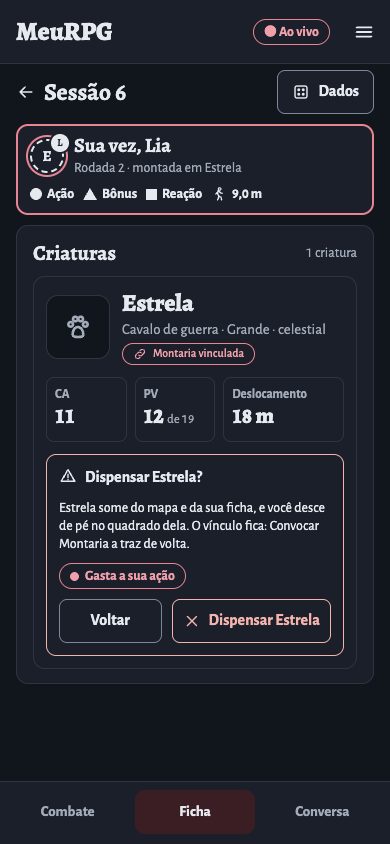 MeuRPG
Ao vivo
Sessão 6
Dados
E
L
Sua vez, Lia
Rodada 2 · montada em Estrela
Ação
Bônus
Reação
9,0 m
Criaturas
1 criatura
Estrela
Cavalo de guerra · Grande · celestial
Montaria vinculada
CA
11
PV
12 de 19
Deslocamento
18 m
Dispensar Estrela?
Estrela some do mapa e da sua ficha, e você desce
de pé no quadrado dela. O vínculo fica: Convocar
Montaria a traz de volta.
Gasta a sua ação
Voltar
Dispensar Estrela
Combate
Ficha
Conversa